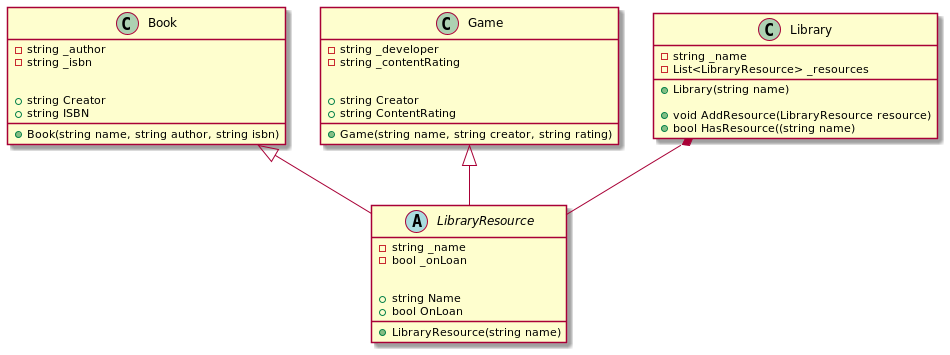 C Book
string _author
string _isbn
string Creator
string ISBN
Book(string name, string author, string isbn)
C Game
string _developer
string _contentRating
string Creator
string ContentRating
Game(string name, string creator, string rating)
C Library
string _name
List<LibraryResource> _resources
Library(string name)
void AddResource(LibraryResource resource)
bool HasResource((string name)
A LibraryResource
string _name
bool _onLoan
string Name
bool OnLoan
LibraryResource(string name)